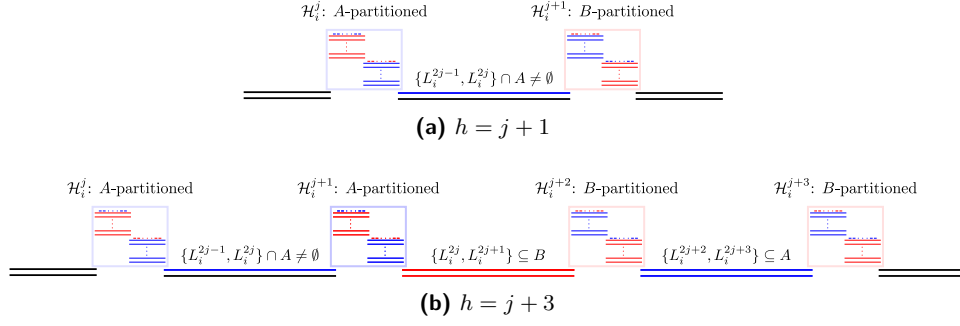 $\mathcal{H}_i^j$: A-partitioned
$\mathcal{H}_i^{j+1}$: B-partitioned
$\{L_i^{2j-1}, L_i^{2j}\} \cap A \neq \emptyset$
(a) $h = j + 1$
$\mathcal{H}_i^j$: A-partitioned
$\mathcal{H}_i^{j+1}$: A-partitioned
$\mathcal{H}_i^{j+2}$: B-partitioned
$\mathcal{H}_i^{j+3}$: B-partitioned
$\{L_i^{2j-1}, L_i^{2j}\} \cap A \neq \emptyset$
$\{L_i^{2j}, L_i^{2j+1}\} \subseteq B$
$\{L_i^{2j+2}, L_i^{2j+3}\} \subseteq A$
(b) $h = j + 3$